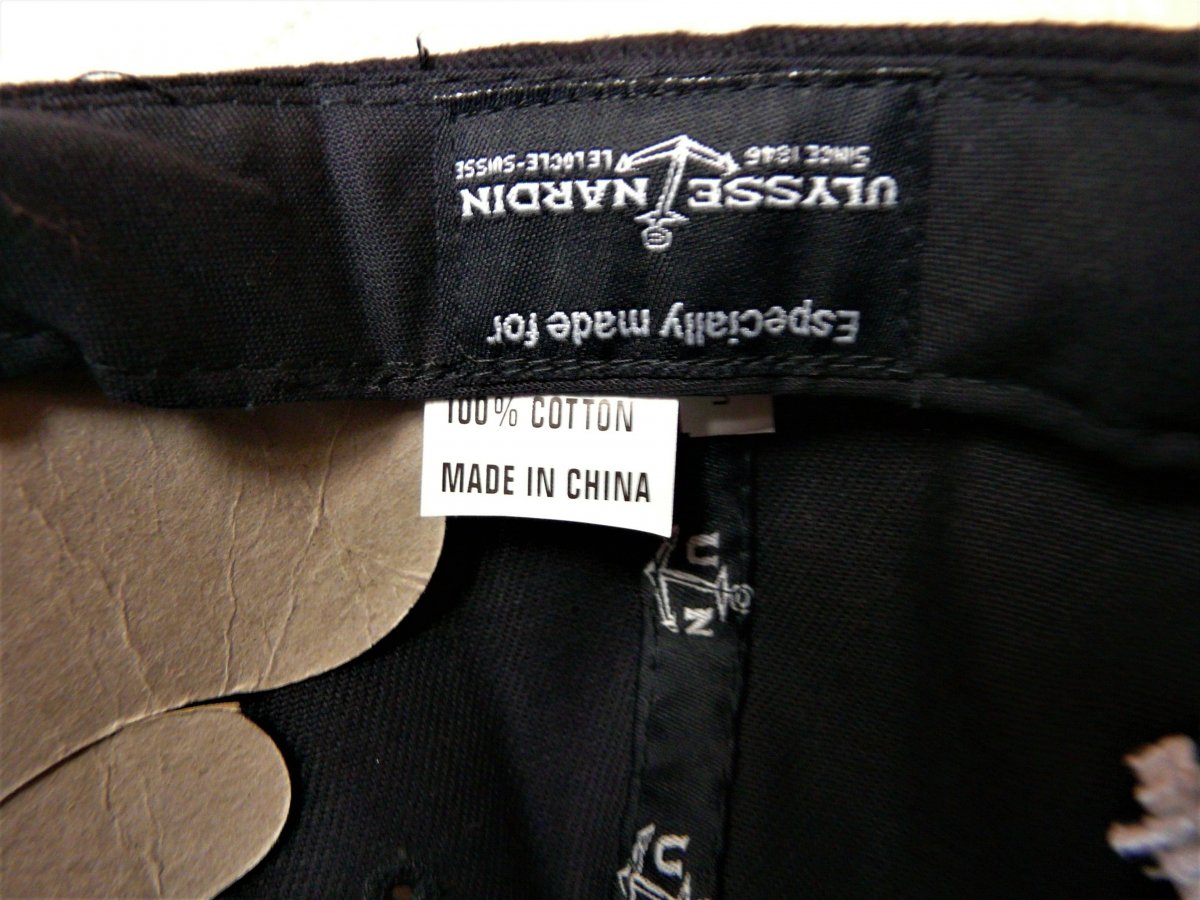 Especially made for
ULYSSE NARDIN
SINCE 1846 LE LOCLE-SUISSE
100% COTTON
MADE IN CHINA
U
N
U